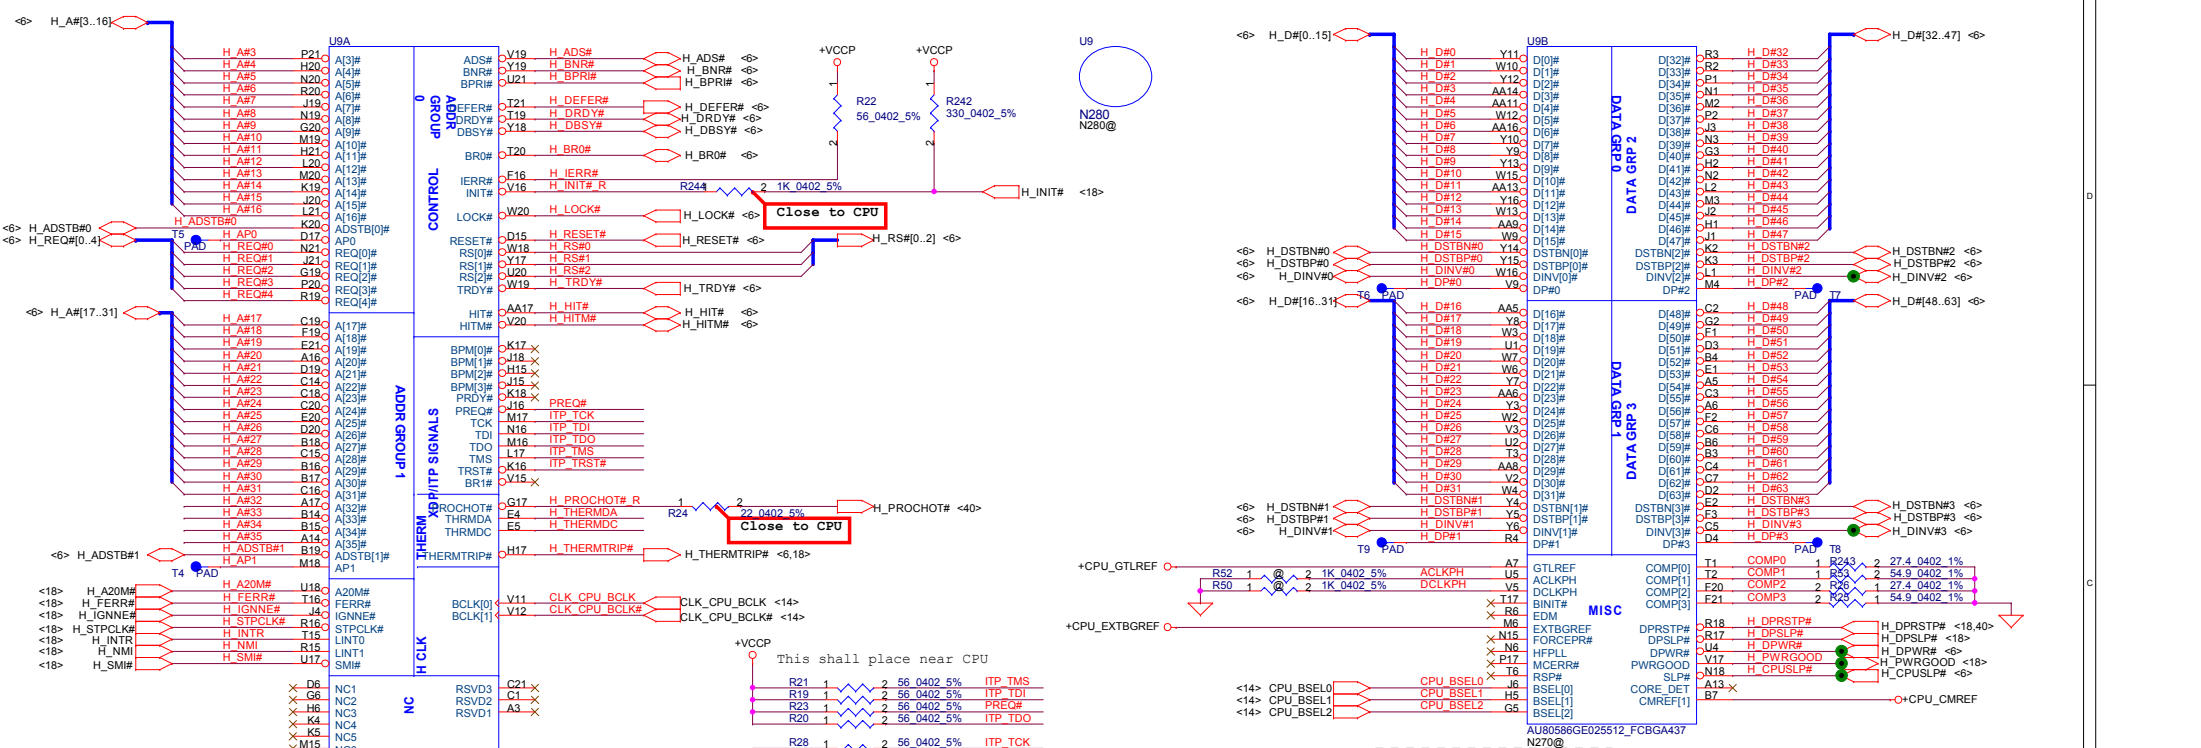 <6> H_A#[3..16]
U9A
H_A#3 P21 A[3]#
H_A#4 H20 A[4]#
H_A#5 N20 A[5]#
H_A#6 R20 A[6]#
H_A#7 J19 A[7]#
H_A#8 N19 A[8]#
H_A#9 G20 A[9]#
H_A#10 M19 A[10]#
H_A#11 H21 A[11]#
H_A#12 L20 A[12]#
H_A#13 M20 A[13]#
H_A#14 K19 A[14]#
H_A#15 J20 A[15]#
H_A#16 L21 A[16]#
<6> H_ADSTB#0 H_ADSTB#0 K20 ADSTB[0]#
T5 PAD H_AP0 D17 AP0
<6> H_REQ#[0..4]
H_REQ#0 N21 REQ[0]#
H_REQ#1 J21 REQ[1]#
H_REQ#2 G19 REQ[2]#
H_REQ#3 P20 REQ[3]#
H_REQ#4 R19 REQ[4]#
<6> H_A#[17..31]
H_A#17 C19 A[17]#
H_A#18 F19 A[18]#
H_A#19 E21 A[19]#
H_A#20 A16 A[20]#
H_A#21 D19 A[21]#
H_A#22 C14 A[22]#
H_A#23 C18 A[23]#
H_A#24 C20 A[24]#
H_A#25 E20 A[25]#
H_A#26 D20 A[26]#
H_A#27 B18 A[27]#
H_A#28 C15 A[28]#
H_A#29 B16 A[29]#
H_A#30 B17 A[30]#
H_A#31 C16 A[31]#
H_A#32 A17 A[32]#
H_A#33 B14 A[33]#
H_A#34 B15 A[34]#
H_A#35 A14 A[35]#
<6> H_ADSTB#1 H_ADSTB#1 B19 ADSTB[1]#
T4 PAD H_AP1 M18 AP1
<18> H_A20M# H_A20M# U18 A20M#
<18> H_FERR# H_FERR# T16 FERR#
<18> H_IGNNE# H_IGNNE# J4 IGNNE#
<18> H_STPCLK# H_STPCLK# R16 STPCLK#
<18> H_INTR H_INTR T15 LINT0
<18> H_NMI H_NMI R15 LINT1
<18> H_SMI# H_SMI# U17 SMI#
D6 NC1
G6 NC2
H6 NC3
K4 NC4
K5 NC5
M15
ADDR GROUP 0
CONTROL
ADDR GROUP 1
XDP/ITP SIGNALS
THERM
H CLK
NC
ADS# V19 H_ADS# H_ADS# <6>
BNR# Y19 H_BNR# H_BNR# <6>
BPRI# U21 H_BPRI# H_BPRI# <6>
DEFER# T21 H_DEFER# H_DEFER# <6>
DRDY# T19 H_DRDY# H_DRDY# <6>
DBSY# Y18 H_DBSY# H_DBSY# <6>
BR0# T20 H_BR0# H_BR0# <6>
IERR# F16 H_IERR#
INIT# V16 H_INIT#_R R244 1 2 1K_0402_5% H_INIT# <18>
Close to CPU
LOCK# W20 H_LOCK# H_LOCK# <6>
RESET# D15 H_RESET# H_RESET# <6>
RS[0]# W18 H_RS#0 H_RS#[0..2] <6>
RS[1]# Y17 H_RS#1
RS[2]# U20 H_RS#2
TRDY# W19 H_TRDY# H_TRDY# <6>
HIT# AA17 H_HIT# H_HIT# <6>
HITM# V20 H_HITM# H_HITM# <6>
BPM[0]# K17
BPM[1]# J18
BPM[2]# H15
BPM[3]# J15
PRDY# K18
PREQ# J16 PREQ#
TCK M17 ITP_TCK
TDI N16 ITP_TDI
TDO M16 ITP_TDO
TMS L17 ITP_TMS
TRST# K16 ITP_TRST#
BR1# V15
PROCHOT# G17 H_PROCHOT#_R R24 1 2 22_0402_5% H_PROCHOT# <40>
Close to CPU
THRMDA E4 H_THERMDA
THRMDC E5 H_THERMDC
THERMTRIP# H17 H_THERMTRIP# H_THERMTRIP# <6,18>
BCLK[0] V11 CLK_CPU_BCLK CLK_CPU_BCLK <14>
BCLK[1] V12 CLK_CPU_BCLK# CLK_CPU_BCLK# <14>
RSVD3 C21
RSVD2 C1
RSVD1 A3
+VCCP +VCCP
1 R22 56_0402_5% 2
1 R242 330_0402_5% 2
+VCCP
This shall place near CPU
R21 1 2 56_0402_5% ITP_TMS
R19 1 2 56_0402_5% ITP_TDI
R23 1 2 56_0402_5% PREQ#
R20 1 2 56_0402_5% ITP_TDO
R28 1 2 56_0402_5% ITP_TCK
U9
N280
N280@
<6> H_D#[0..15]
U9B
H_D#0 Y11 D[0]#
H_D#1 W10 D[1]#
H_D#2 Y12 D[2]#
H_D#3 AA14 D[3]#
H_D#4 AA11 D[4]#
H_D#5 W12 D[5]#
H_D#6 AA16 D[6]#
H_D#7 Y10 D[7]#
H_D#8 Y9 D[8]#
H_D#9 Y13 D[9]#
H_D#10 W15 D[10]#
H_D#11 AA13 D[11]#
H_D#12 Y16 D[12]#
H_D#13 W13 D[13]#
H_D#14 AA9 D[14]#
H_D#15 W9 D[15]#
<6> H_DSTBN#0 H_DSTBN#0 Y14 DSTBN[0]#
<6> H_DSTBP#0 H_DSTBP#0 Y15 DSTBP[0]#
<6> H_DINV#0 H_DINV#0 W16 DINV[0]#
T6 PAD H_DP#0 V9 DP#0
<6> H_D#[16..31]
H_D#16 AA5 D[16]#
H_D#17 Y8 D[17]#
H_D#18 W3 D[18]#
H_D#19 U1 D[19]#
H_D#20 W7 D[20]#
H_D#21 W6 D[21]#
H_D#22 Y7 D[22]#
H_D#23 AA6 D[23]#
H_D#24 Y3 D[24]#
H_D#25 W2 D[25]#
H_D#26 V3 D[26]#
H_D#27 U2 D[27]#
H_D#28 T3 D[28]#
H_D#29 AA8 D[29]#
H_D#30 V2 D[30]#
H_D#31 W4 D[31]#
<6> H_DSTBN#1 H_DSTBN#1 Y4 DSTBN[1]#
<6> H_DSTBP#1 H_DSTBP#1 Y5 DSTBP[1]#
<6> H_DINV#1 H_DINV#1 Y6 DINV[1]#
T9 PAD H_DP#1 R4 DP#1
+CPU_GTLREF A7 GTLREF
R52 1 @ 2 1K_0402_5% ACLKPH U5 ACLKPH
R50 1 @ 2 1K_0402_5% DCLKPH V5 DCLKPH
T17 BINIT#
R6 EDM
+CPU_EXTBGREF M6 EXTBGREF
N15 FORCEPR#
N6 HFPLL
P17 MCERR#
T6 RSP#
<14> CPU_BSEL0 CPU_BSEL0 J6 BSEL[0]
<14> CPU_BSEL1 CPU_BSEL1 H5 BSEL[1]
<14> CPU_BSEL2 CPU_BSEL2 G5 BSEL[2]
DATA GRP 0
DATA GRP 2
DATA GRP 1
DATA GRP 3
MISC
H_D#[32..47] <6>
D[32]# R3 H_D#32
D[33]# R2 H_D#33
D[34]# P1 H_D#34
D[35]# N1 H_D#35
D[36]# M2 H_D#36
D[37]# P2 H_D#37
D[38]# J3 H_D#38
D[39]# N3 H_D#39
D[40]# G3 H_D#40
D[41]# H2 H_D#41
D[42]# N2 H_D#42
D[43]# L2 H_D#43
D[44]# M3 H_D#44
D[45]# J2 H_D#45
D[46]# H1 H_D#46
D[47]# J1 H_D#47
DSTBN[2]# K2 H_DSTBN#2 H_DSTBN#2 <6>
DSTBP[2]# K3 H_DSTBP#2 H_DSTBP#2 <6>
DINV[2]# L1 H_DINV#2 H_DINV#2 <6>
DP#2 M4 H_DP#2 PAD T7
H_D#[48..63] <6>
D[48]# C2 H_D#48
D[49]# G2 H_D#49
D[50]# F1 H_D#50
D[51]# D3 H_D#51
D[52]# B4 H_D#52
D[53]# E1 H_D#53
D[54]# A5 H_D#54
D[55]# C3 H_D#55
D[56]# A6 H_D#56
D[57]# F2 H_D#57
D[58]# C6 H_D#58
D[59]# B6 H_D#59
D[60]# B3 H_D#60
D[61]# C4 H_D#61
D[62]# C7 H_D#62
D[63]# D2 H_D#63
DSTBN[3]# E2 H_DSTBN#3 H_DSTBN#3 <6>
DSTBP[3]# F3 H_DSTBP#3 H_DSTBP#3 <6>
DINV[3]# C5 H_DINV#3 H_DINV#3 <6>
DP#3 D4 H_DP#3 PAD T8
COMP[0] T1 COMP0 1 R243 2 27.4_0402_1%
COMP[1] T2 COMP1 1 R53 2 54.9_0402_1%
COMP[2] F20 COMP2 1 R26 2 27.4_0402_1%
COMP[3] F21 COMP3 1 R25 2 54.9_0402_1%
DPRSTP# R18 H_DPRSTP# H_DPRSTP# <18,40>
DPSLP# R17 H_DPSLP# H_DPSLP# <18>
DPWR# U4 H_DPWR# H_DPWR# <6>
PWRGOOD V17 H_PWRGOOD H_PWRGOOD <18>
SLP# N18 H_CPUSLP# H_CPUSLP# <6>
CORE_DET A13
CMREF[1] B7 +CPU_CMREF
AU80586GE025512_FCBGA437
N270@
D
C